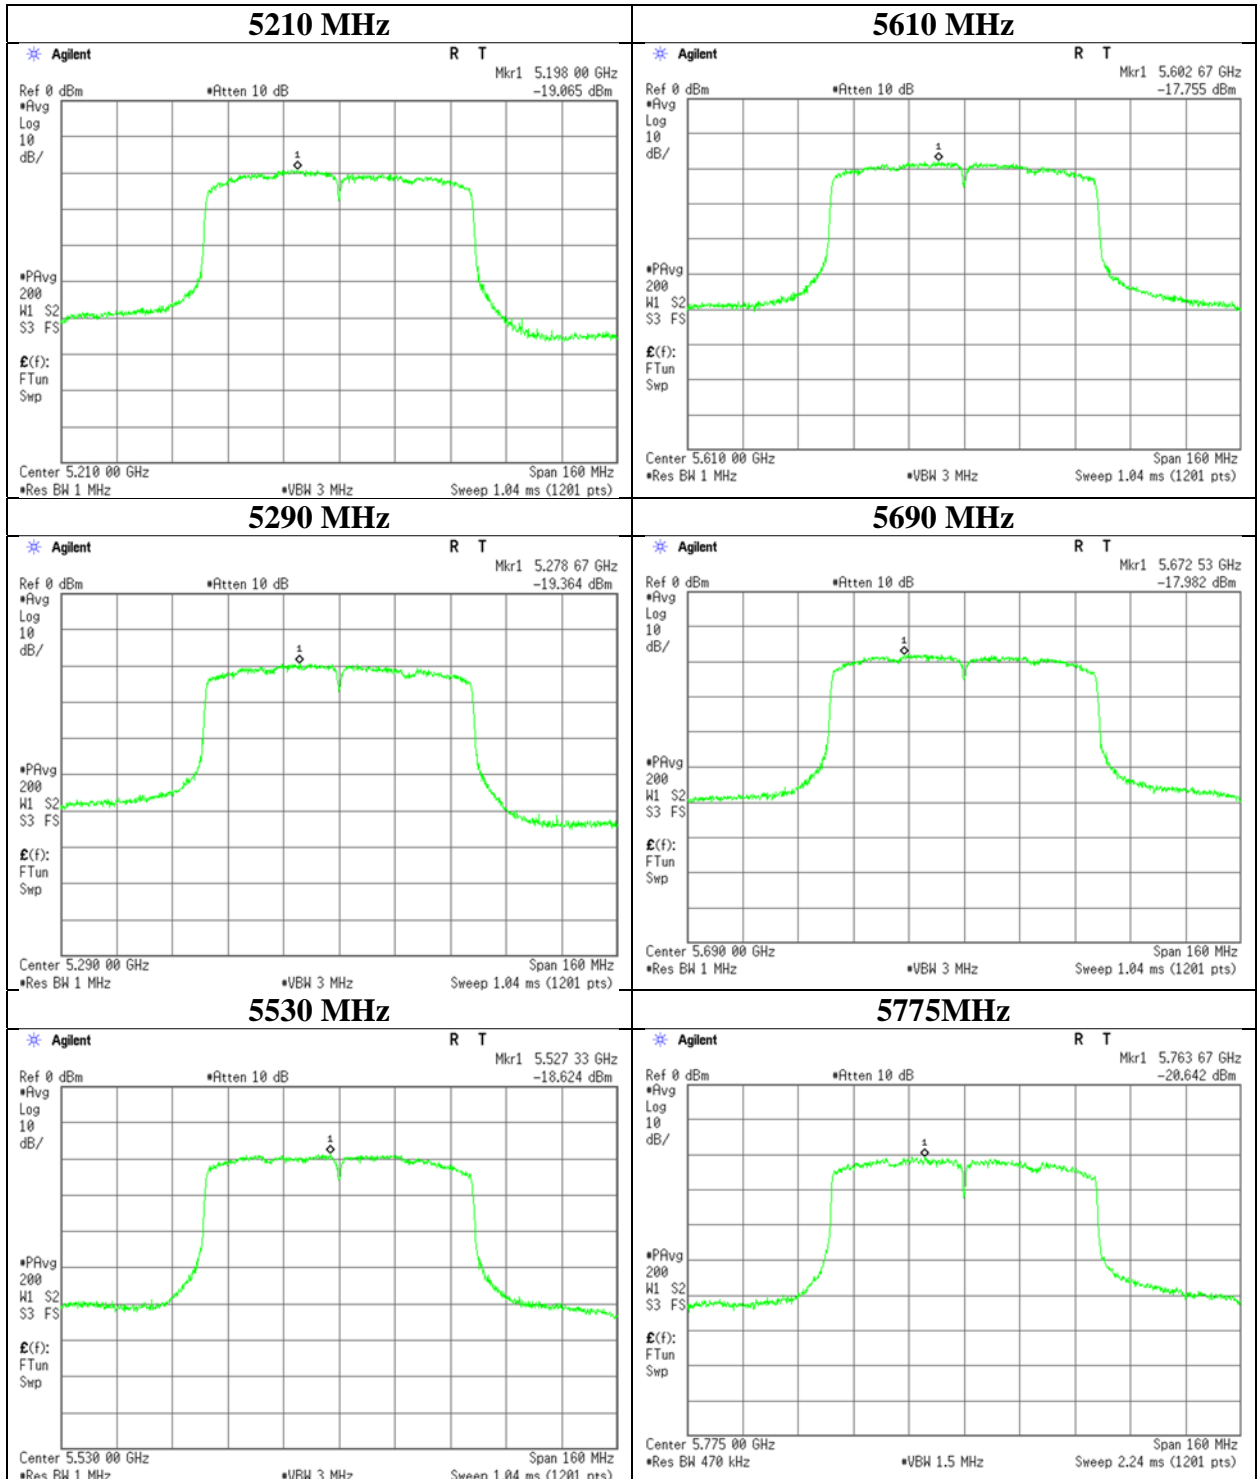 5210 MHz
Agilent R T
Mkr1 5.198 00 GHz
Ref 0 dBm #Atten 10 dB -19.065 dBm
#Avg
Log
10
dB/
1
#PAvg
200
W1 S2
S3 FS
£(f):
FTun
Swp
Center 5.210 00 GHz Span 160 MHz
#Res BW 1 MHz #VBW 3 MHz Sweep 1.04 ms (1201 pts)
5610 MHz
Agilent R T
Mkr1 5.602 67 GHz
Ref 0 dBm #Atten 10 dB -17.755 dBm
#Avg
Log
10
dB/
1
#PAvg
200
W1 S2
S3 FS
£(f):
FTun
Swp
Center 5.610 00 GHz Span 160 MHz
#Res BW 1 MHz #VBW 3 MHz Sweep 1.04 ms (1201 pts)
5290 MHz
Agilent R T
Mkr1 5.278 67 GHz
Ref 0 dBm #Atten 10 dB -19.364 dBm
#Avg
Log
10
dB/
1
#PAvg
200
W1 S2
S3 FS
£(f):
FTun
Swp
Center 5.290 00 GHz Span 160 MHz
#Res BW 1 MHz #VBW 3 MHz Sweep 1.04 ms (1201 pts)
5690 MHz
Agilent R T
Mkr1 5.672 53 GHz
Ref 0 dBm #Atten 10 dB -17.982 dBm
#Avg
Log
10
dB/
1
#PAvg
200
W1 S2
S3 FS
£(f):
FTun
Swp
Center 5.690 00 GHz Span 160 MHz
#Res BW 1 MHz #VBW 3 MHz Sweep 1.04 ms (1201 pts)
5530 MHz
Agilent R T
Mkr1 5.527 33 GHz
Ref 0 dBm #Atten 10 dB -18.624 dBm
#Avg
Log
10
dB/
1
#PAvg
200
W1 S2
S3 FS
£(f):
FTun
Swp
Center 5.530 00 GHz Span 160 MHz
#Res BW 1 MHz #VBW 3 MHz Sweep 1.04 ms (1201 pts)
5775MHz
Agilent R T
Mkr1 5.763 67 GHz
Ref 0 dBm #Atten 10 dB -20.642 dBm
#Avg
Log
10
dB/
1
#PAvg
200
W1 S2
S3 FS
£(f):
FTun
Swp
Center 5.775 00 GHz Span 160 MHz
#Res BW 470 kHz #VBW 1.5 MHz Sweep 2.24 ms (1201 pts)